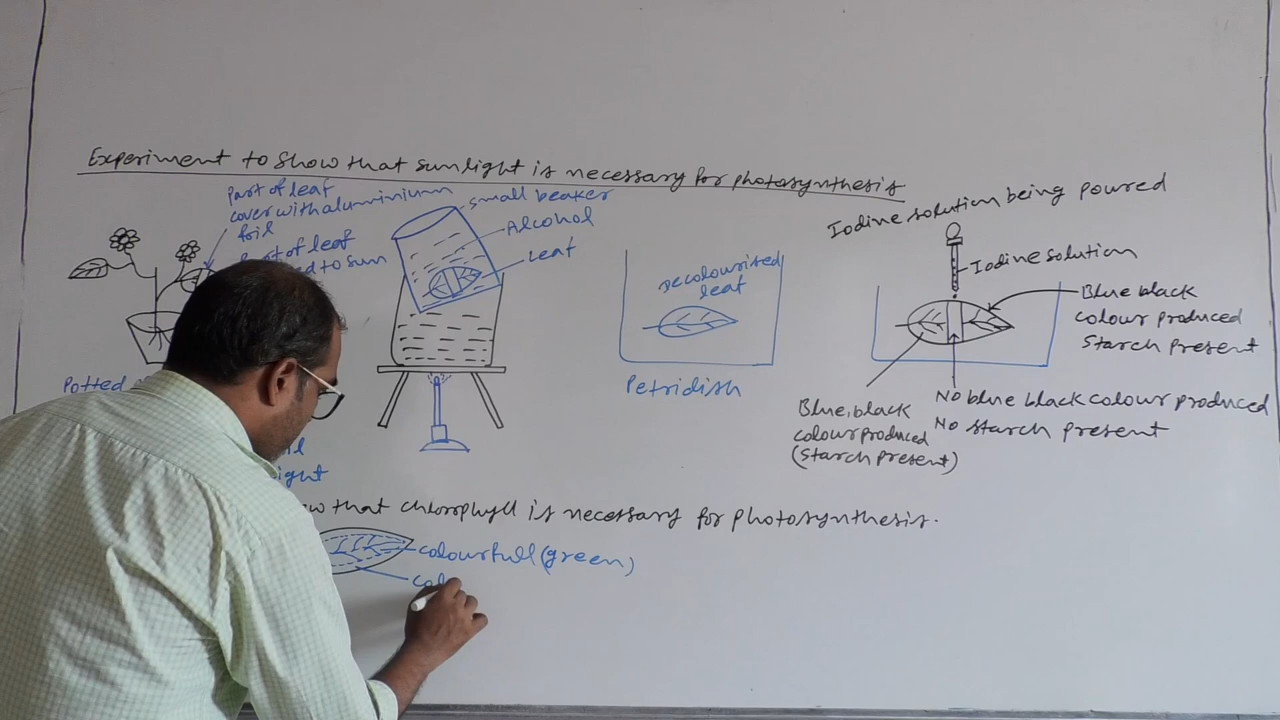 Experiment to show that sunlight is necessary for photosynthesis
Part of leaf
cover with aluminium
foil
Part of leaf
to sun
Potted
small beaker
Alcohol
Leaf
decolourised
leaf
Petridish
Iodine solution being poured
Iodine solution
Blue black
colour produced
Starch present
Blue, black
colour produced
(Starch present)
No blue black colour produced
No starch present
that chlorophyll is necessary for photosynthesis.
colourfull (green)